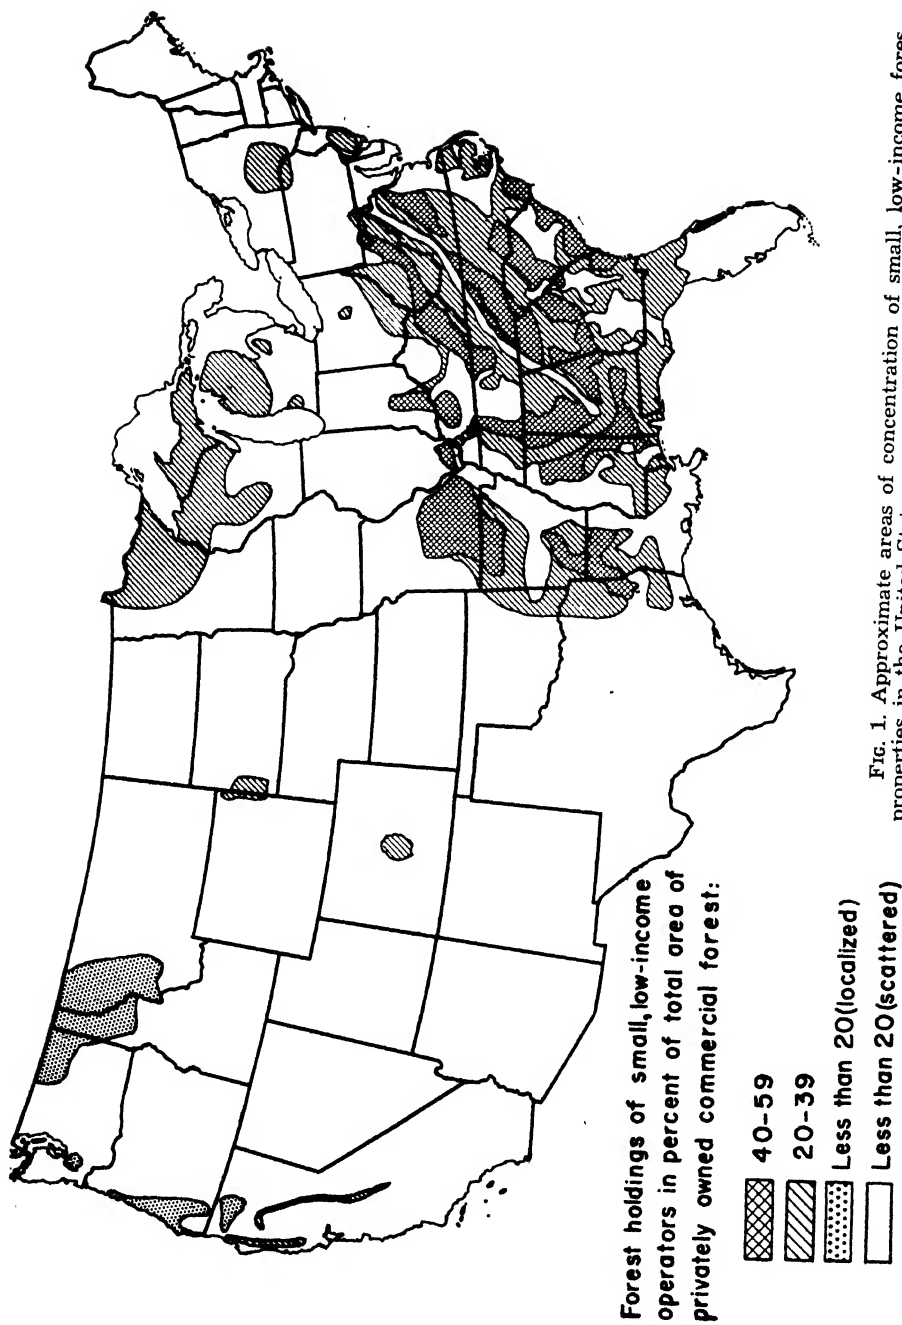 Forest holdings of small, low-income
operators in percent of total area of
privately owned commercial forest:
40-59
20-39
Less than 20 (localized)
Less than 20 (scattered)
FIG. 1. Approximate areas of concentration of small, low-income fores
properties in the United